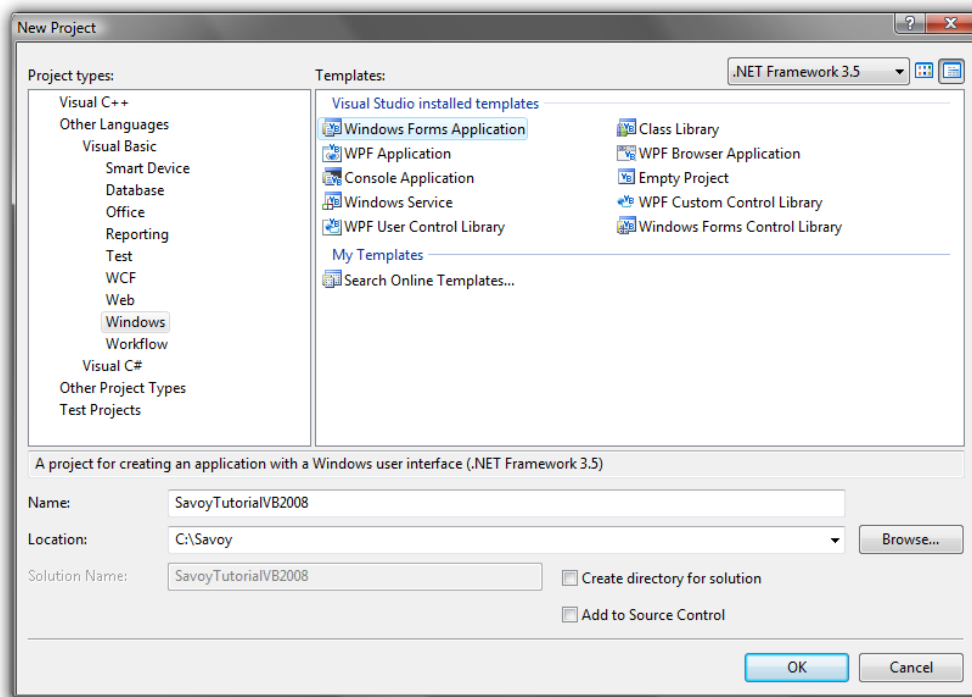 New Project
Project types:
Templates:
.NET Framework 3.5
Visual C++
Other Languages
Visual Basic
Smart Device
Database
Office
Reporting
Test
WCF
Web
Windows
Workflow
Visual C#
Other Project Types
Test Projects
Visual Studio installed templates
Windows Forms Application
Class Library
WPF Application
WPF Browser Application
Console Application
Empty Project
Windows Service
WPF Custom Control Library
WPF User Control Library
Windows Forms Control Library
My Templates
Search Online Templates...
A project for creating an application with a Windows user interface (.NET Framework 3.5)
Name:
SavoyTutorialVB2008
Location:
C:\Savoy
Browse...
Solution Name:
SavoyTutorialVB2008
Create directory for solution
Add to Source Control
OK
Cancel